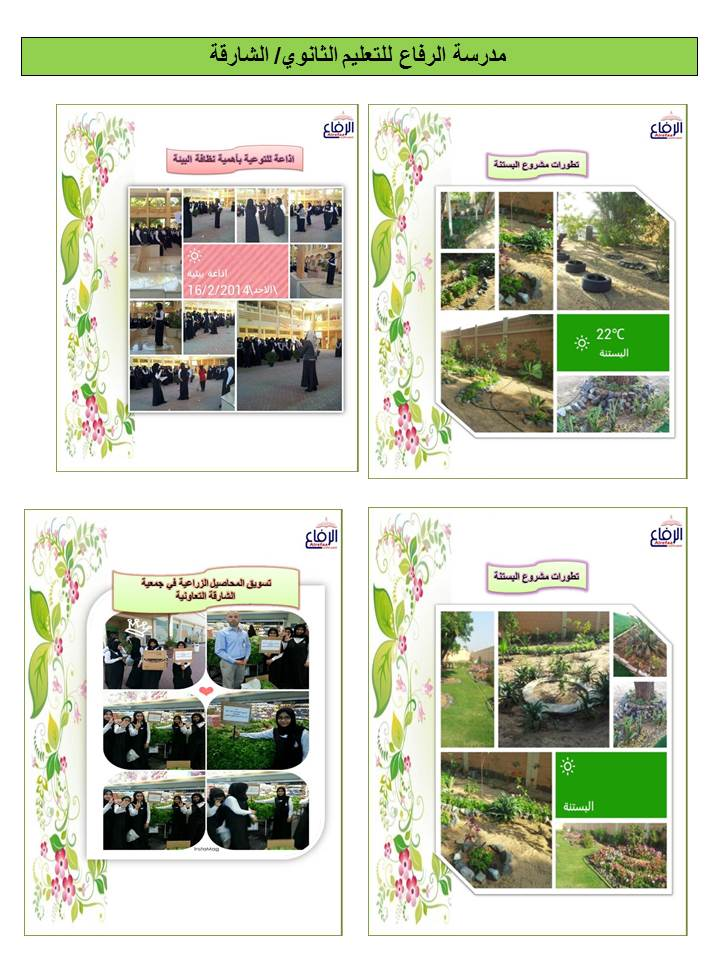 مدرسة الرفاع للتعليم الثانوي/ الشارقة
الرفاع
تطورات مشروع البستنة
22℃
البستنة
الرفاع
اذاعة للتوعية بأهمية نظافة البيئة
اذاعة بيئية
الاحد\16/2/2014\
الرفاع
تطورات مشروع البستنة
البستنة
الرفاع
تسويق المحاصيل الزراعية في جمعية
الشارقة التعاونية
InstaMag